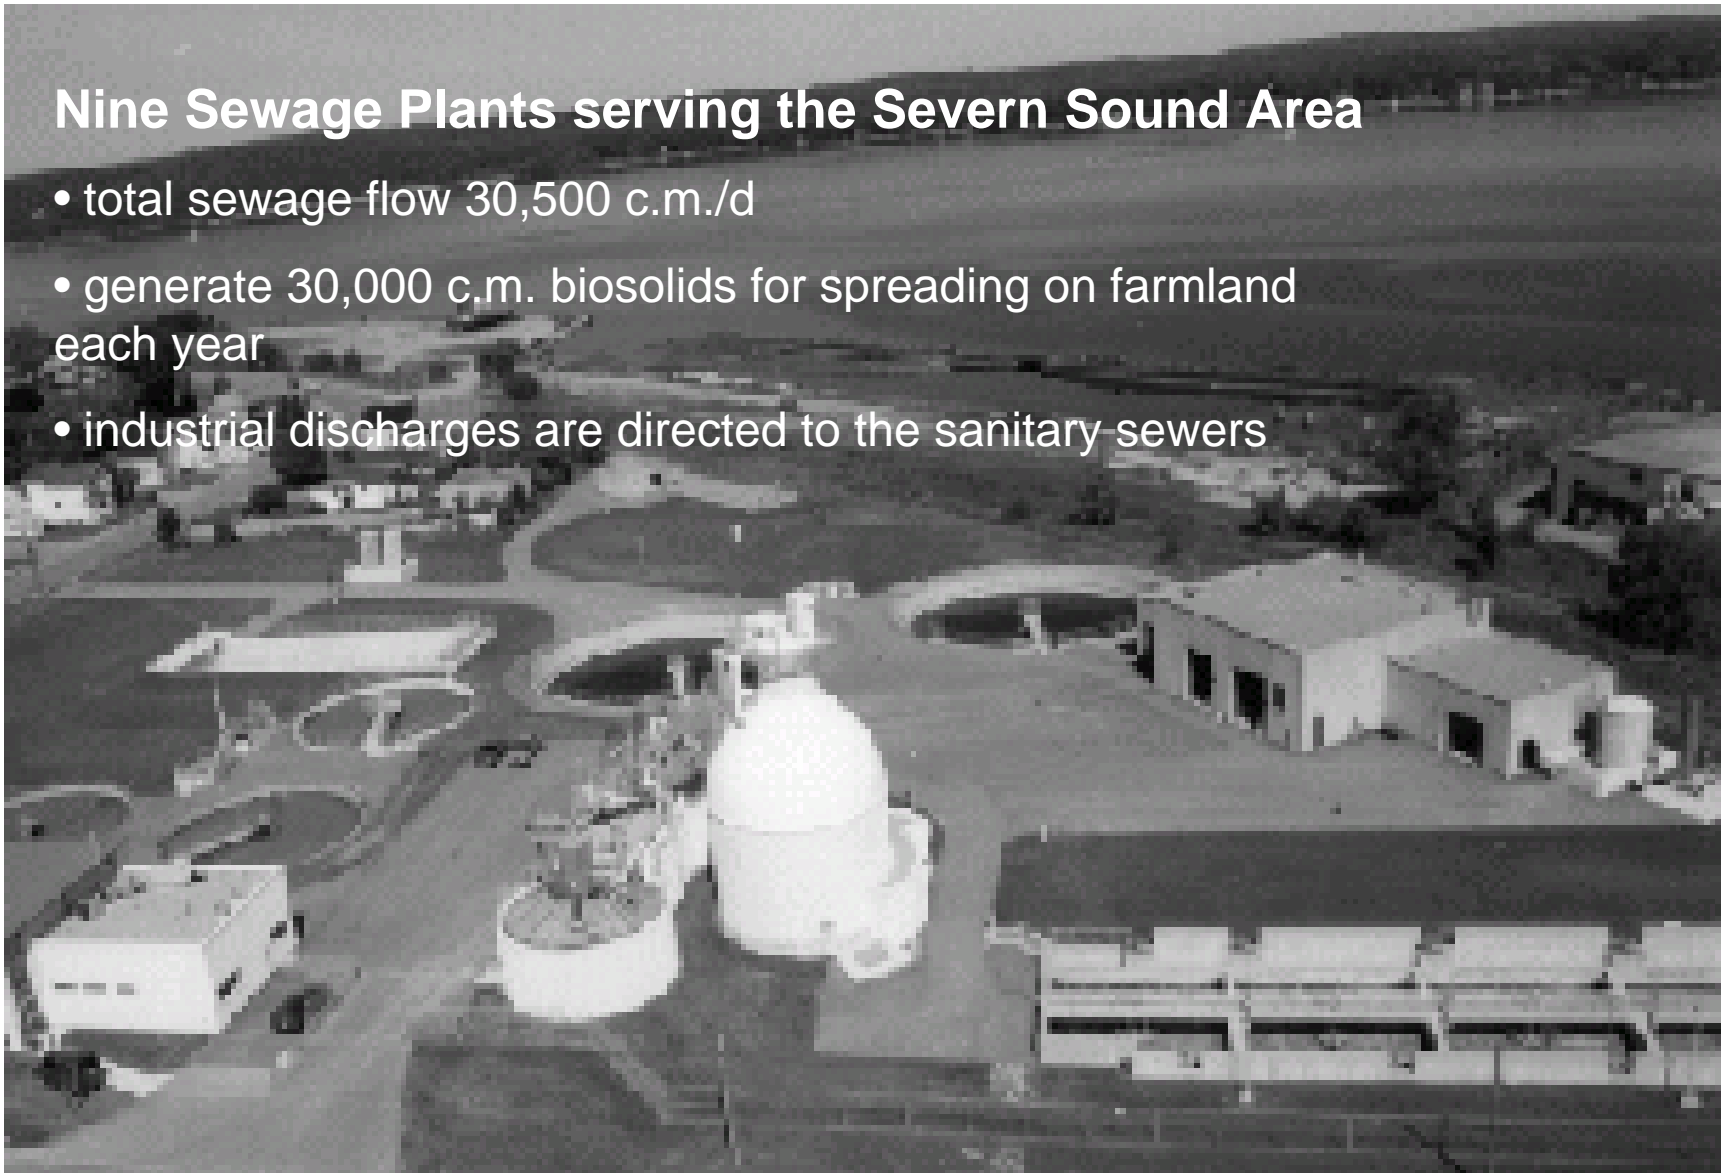 Nine Sewage Plants serving the Severn Sound Area
• total sewage flow 30,500 c.m./d
• generate 30,000 c.m. biosolids for spreading on farmland
each year
• industrial discharges are directed to the sanitary sewers